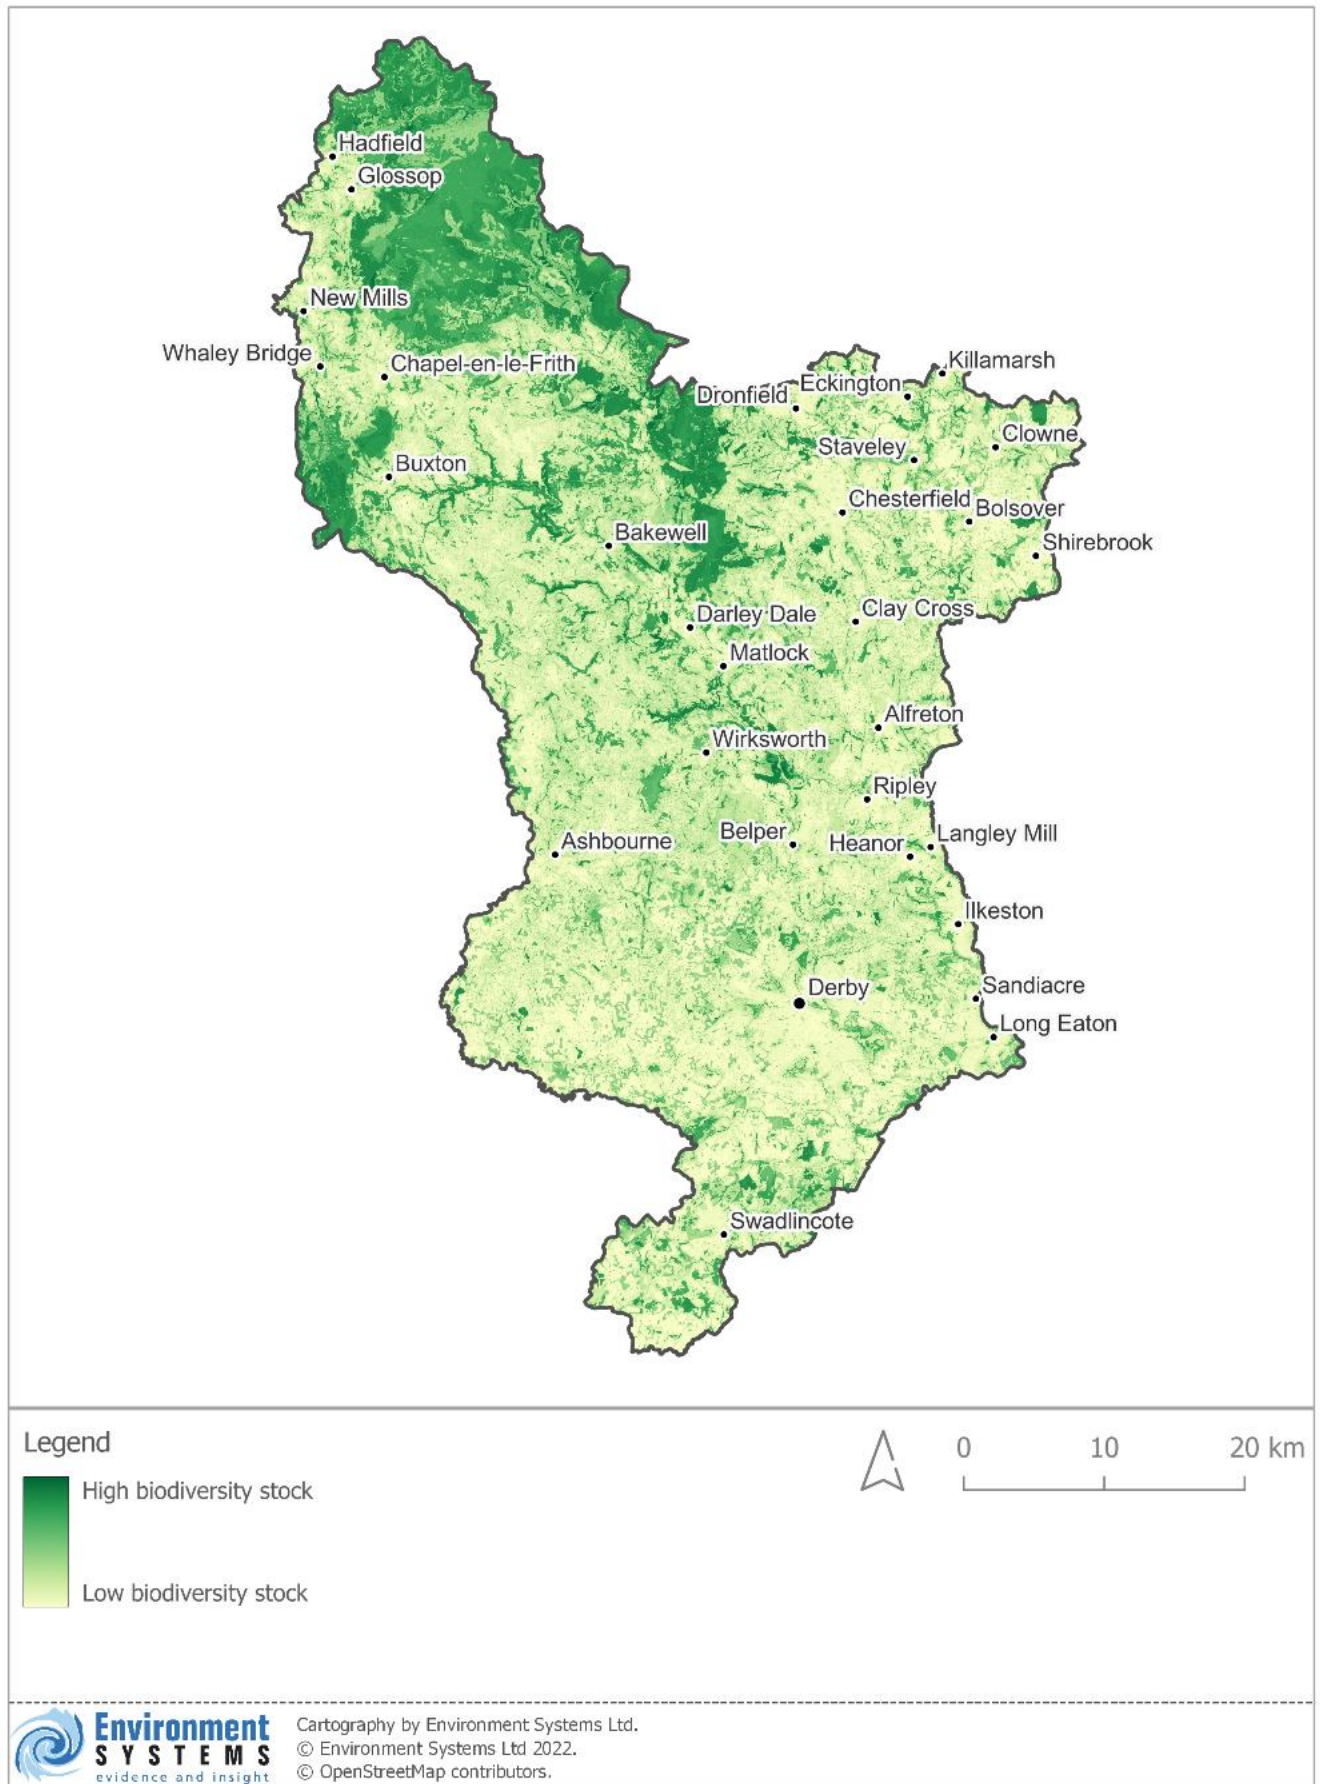 Hadfield
Glossop
New Mills
Whaley Bridge
Chapel-en-le-Frith
Killamarsh
Eckington
Dronfield
Clowne
Staveley
Buxton
Chesterfield
Bolsover
Bakewell
Shirebrook
Clay Cross
Darley Dale
Matlock
Alfreton
Wirksworth
Ripley
Belper
Langley Mill
Ashbourne
Heanor
Ilkeston
Sandiacre
Derby
Long Eaton
Swadlincote
Legend
High biodiversity stock
Low biodiversity stock
0 10 20 km
Environment
SYSTEMS
evidence and insight
Cartography by Environment Systems Ltd.
© Environment Systems Ltd 2022.
© OpenStreetMap contributors.